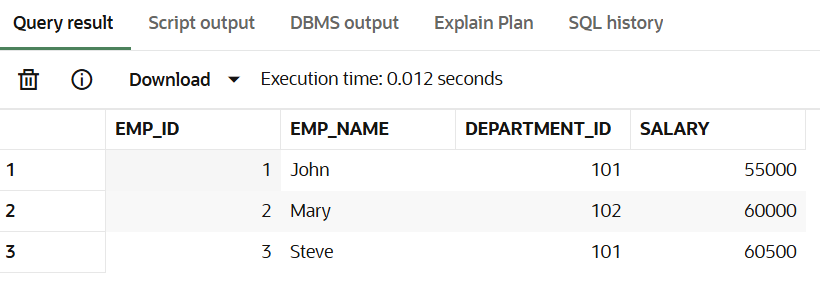 Query result Script output DBMS output Explain Plan SQL history
Download Execution time: 0.012 seconds
EMP_ID EMP_NAME DEPARTMENT_ID SALARY
1 1 John 101 55000
2 2 Mary 102 60000
3 3 Steve 101 60500